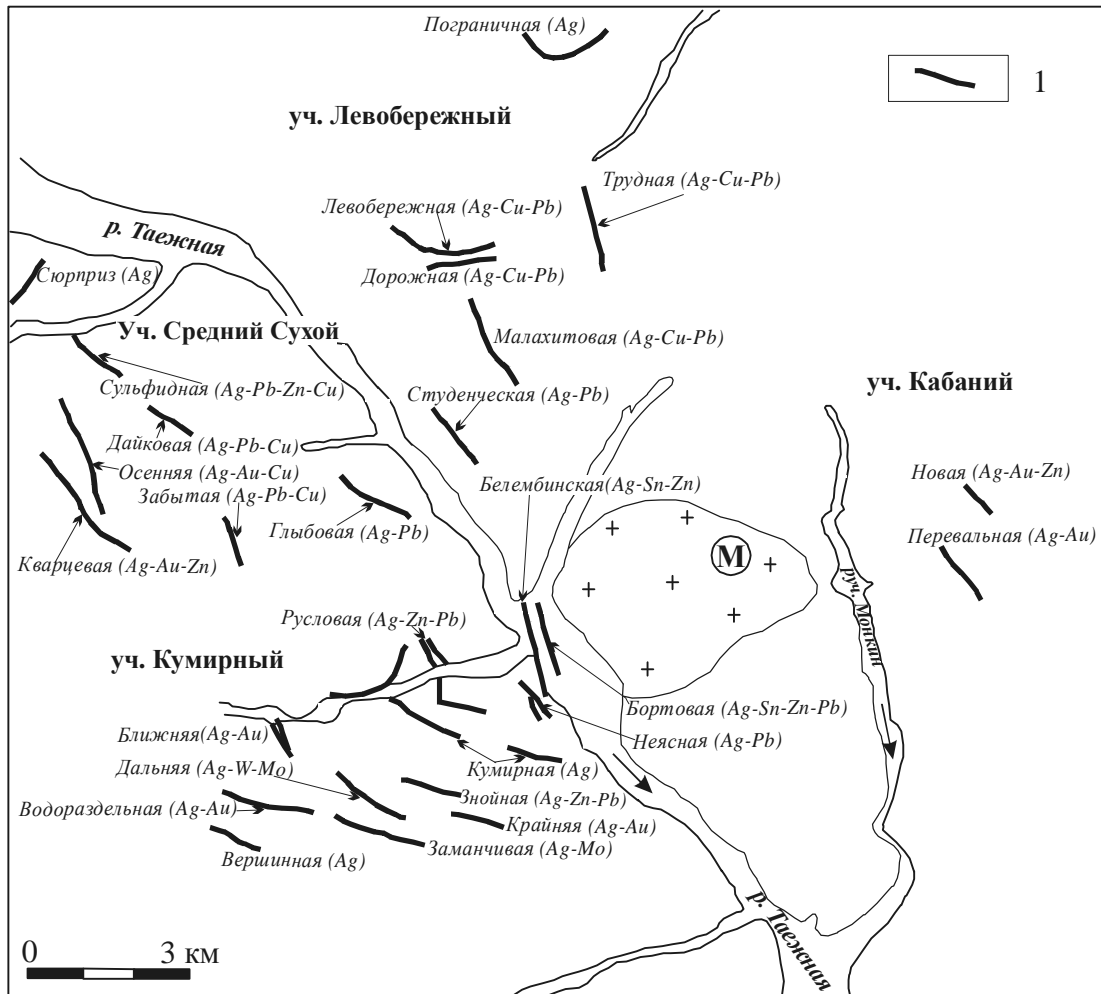 Пограничная (Ag)
1
уч. Левобережный
Трудная (Ag-Cu-Pb)
Левобережная (Ag-Cu-Pb)
р. Таежная
Сюрприз (Ag)
Дорожная (Ag-Cu-Pb)
Уч. Средний Сухой
Малахитовая (Ag-Cu-Pb)
Сульфидная (Ag-Pb-Zn-Cu)
уч. Кабаний
Студенческая (Ag-Pb)
Дайковая (Ag-Pb-Cu)
Осенняя (Ag-Au-Cu)
Новая (Ag-Au-Zn)
Забытая (Ag-Pb-Cu)
Белембинская(Ag-Sn-Zn)
Глыбовая (Ag-Pb)
Перевальная (Ag-Au)
Кварцевая (Ag-Au-Zn)
М
руч. Монкин
Русловая (Ag-Zn-Pb)
уч. Кумирный
Бортовая (Ag-Sn-Zn-Pb)
Ближняя(Ag-Au)
Неясная (Ag-Pb)
Дальняя (Ag-W-Mo)
Кумирная (Ag)
Водораздельная (Ag-Au)
Знойная (Ag-Zn-Pb)
Крайняя (Ag-Au)
Вершинная (Ag)
Заманчивая (Ag-Mo)
р. Таежная
0 3 км